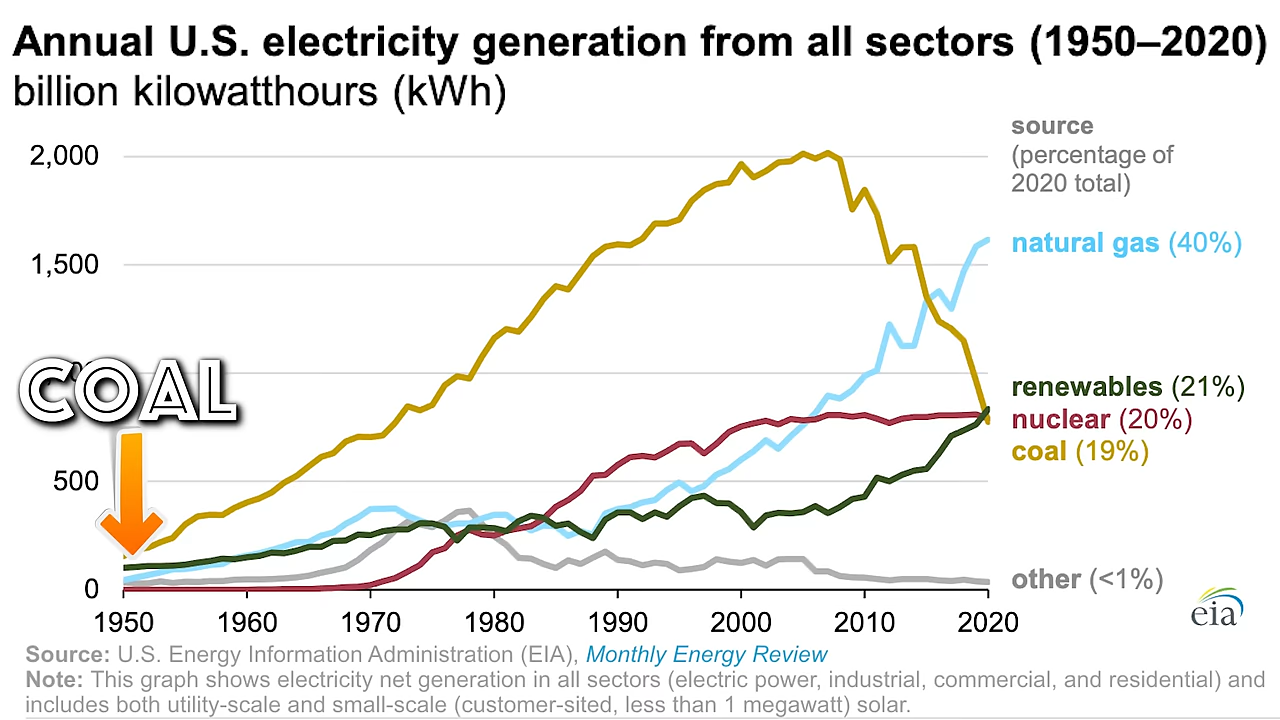 Annual U.S. electricity generation from all sectors (1950–2020)
billion kilowatthours (kWh)
source
(percentage of
2020 total)
2,000
natural gas (40%)
1,500
COAL
renewables (21%)
nuclear (20%)
coal (19%)
500
other (<1%)
0
eia
1950 1960 1970 1980 1990 2000 2010 2020
Source: U.S. Energy Information Administration (EIA), Monthly Energy Review
Note: This graph shows electricity net generation in all sectors (electric power, industrial, commercial, and residential) and
includes both utility-scale and small-scale (customer-sited, less than 1 megawatt) solar.